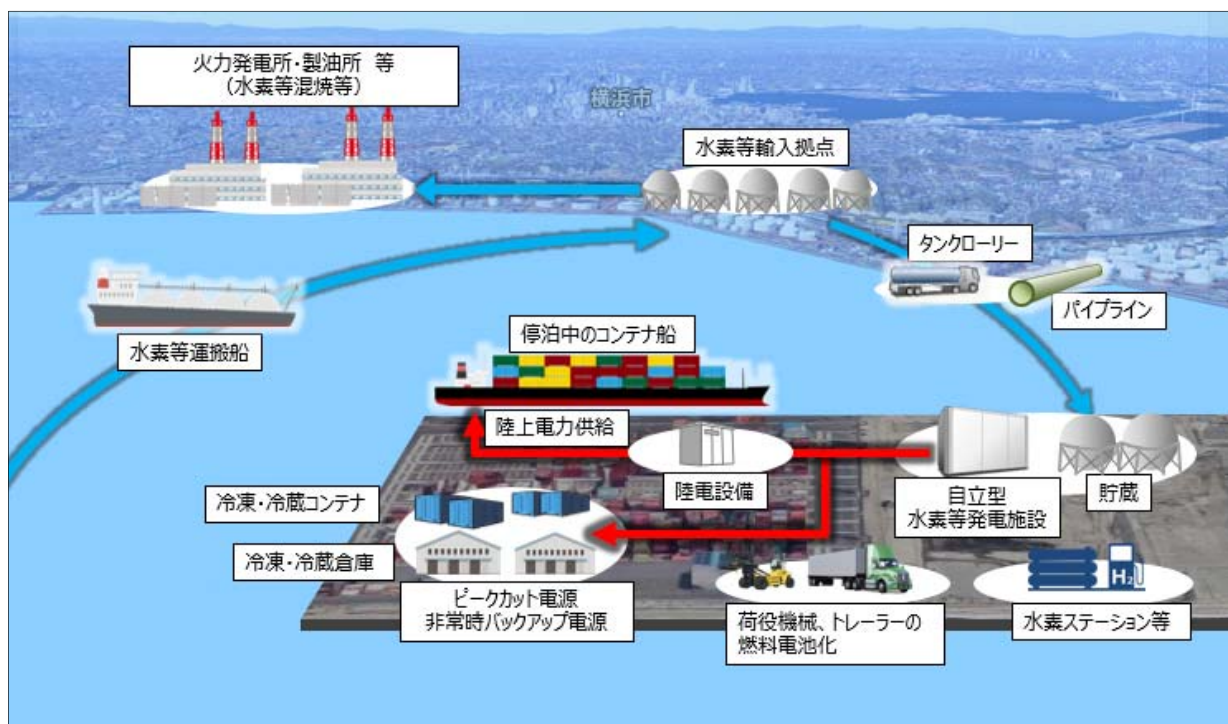 火力発電所・製油所 等
（水素等混焼等）
横浜市
水素等輸入拠点
タンクローリー
パイプライン
水素等運搬船
停泊中のコンテナ船
陸上電力供給
陸電設備
自立型
水素等発電施設
貯蔵
冷凍・冷蔵コンテナ
冷凍・冷蔵倉庫
ピークカット電源
非常時バックアップ電源
荷役機械、トレーラーの
燃料電池化
H2
水素ステーション等